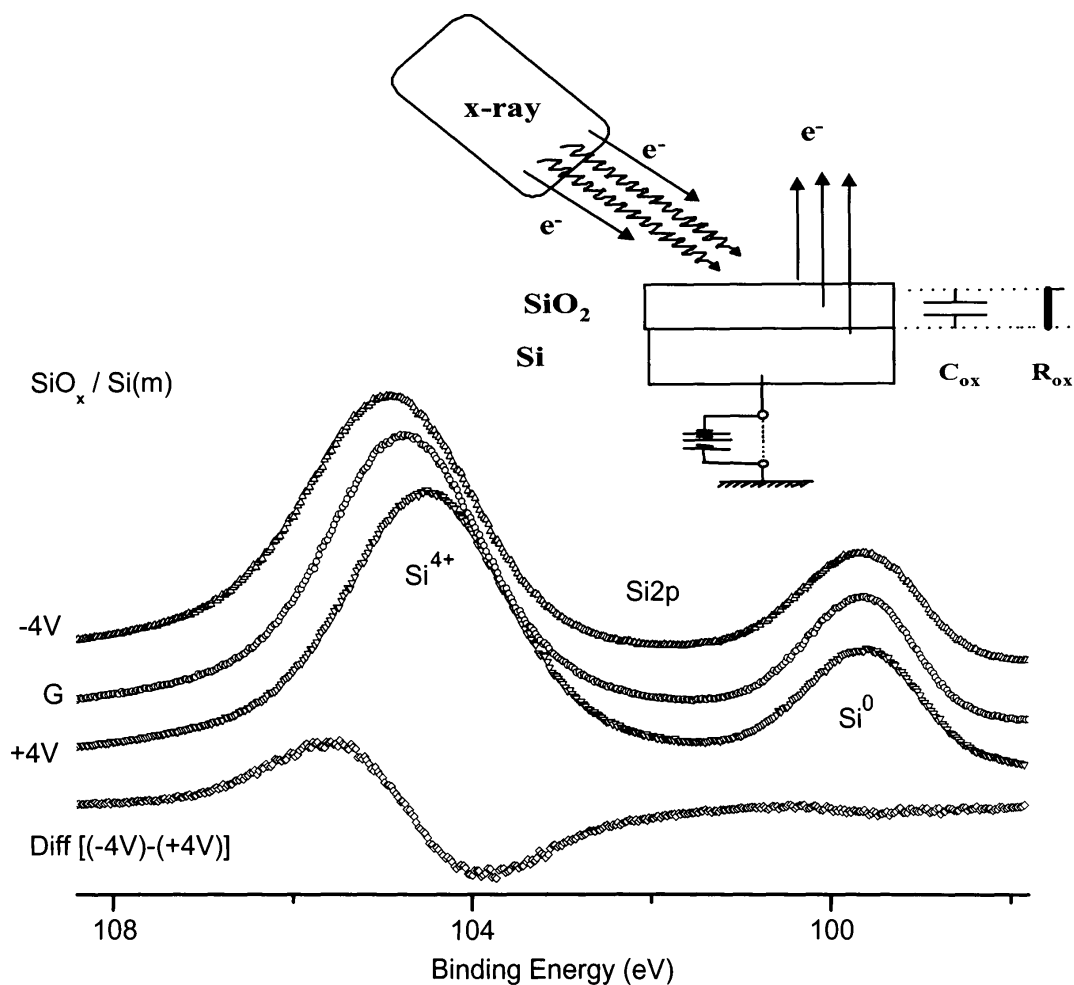 x-ray
e⁻
e⁻
e⁻
SiO₂
Si
Cₒₓ
Rₒₓ
SiOₓ / Si(m)
Si⁴⁺
Si2p
-4V
G
Si⁰
+4V
Diff [(-4V)-(+4V)]
108
104
100
Binding Energy (eV)